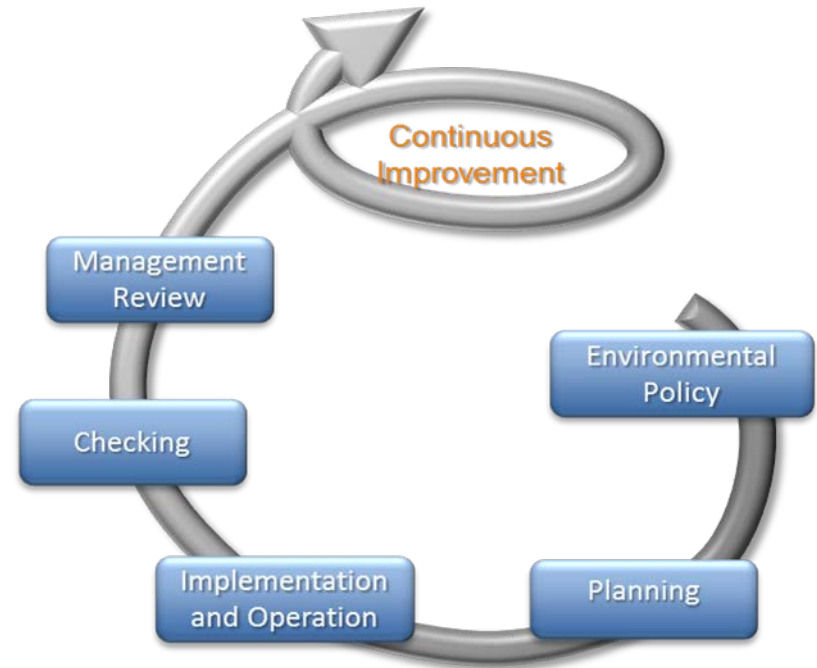 Continuous
Improvement
Management
Review
Environmental
Policy
Checking
Implementation
and Operation
Planning